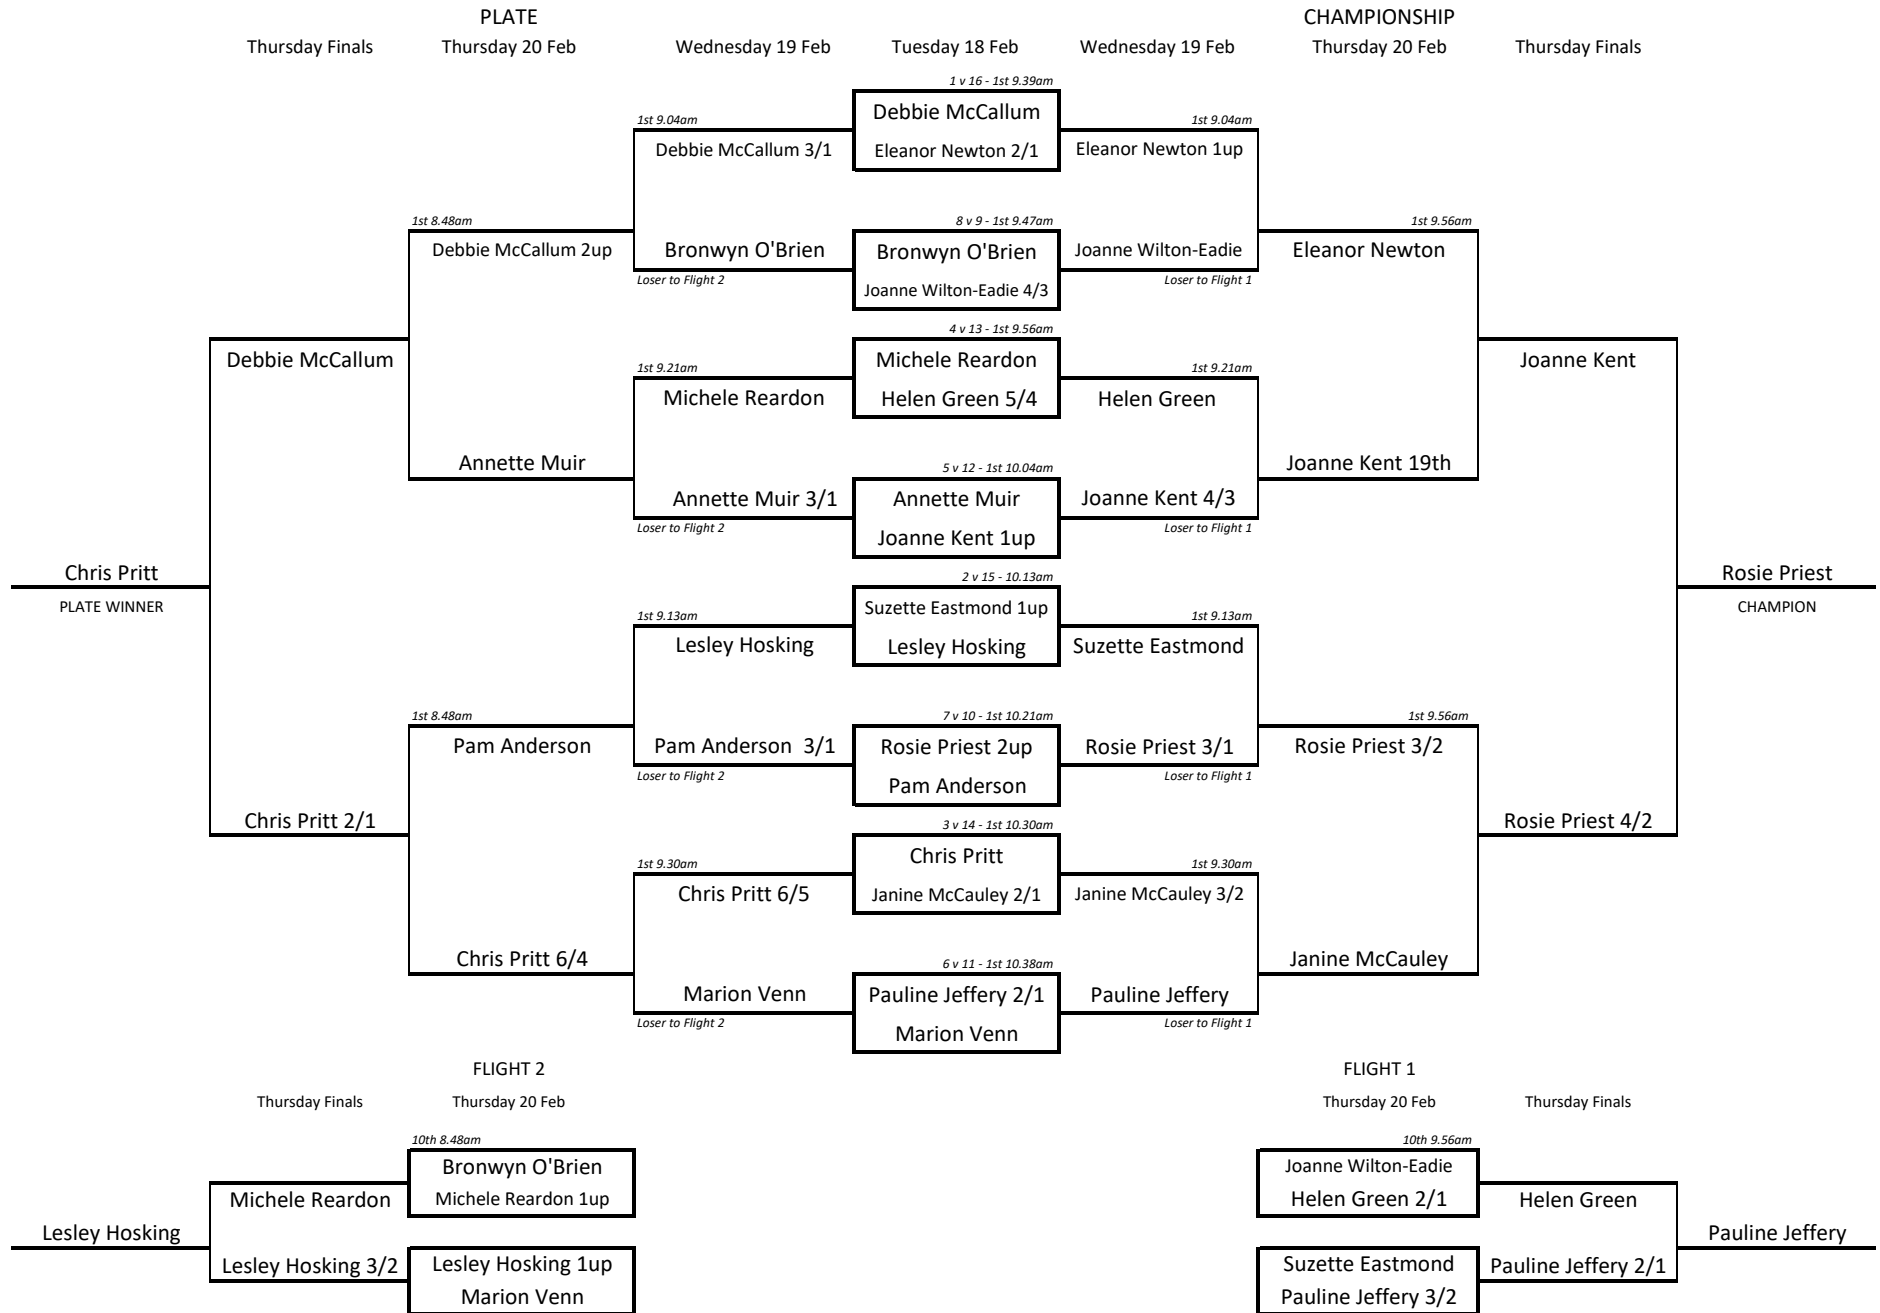 PLATE CHAMPIONSHIP
Thursday Finals Thursday 20 Feb Wednesday 19 Feb Tuesday 18 Feb Wednesday 19 Feb Thursday 20 Feb Thursday Finals
1 v 16 - 1st 9.39am
Debbie McCallum
1st 9.04am 1st 9.04am
Debbie McCallum 3/1 Eleanor Newton 2/1 Eleanor Newton 1up
1st 8.48am 8 v 9 - 1st 9.47am 1st 9.56am
Debbie McCallum 2up Bronwyn O'Brien Bronwyn O'Brien Joanne Wilton-Eadie Eleanor Newton
Loser to Flight 2 Loser to Flight 1
Joanne Wilton-Eadie 4/3
4 v 13 - 1st 9.56am
Debbie McCallum Michele Reardon Joanne Kent
1st 9.21am 1st 9.21am
Michele Reardon Helen Green 5/4 Helen Green
Annette Muir Joanne Kent 19th
5 v 12 - 1st 10.04am
Annette Muir 3/1 Annette Muir Joanne Kent 4/3
Loser to Flight 2 Loser to Flight 1
Joanne Kent 1up
Chris Pritt Rosie Priest
2 v 15 - 10.13am
PLATE WINNER Suzette Eastmond 1up CHAMPION
1st 9.13am 1st 9.13am
Lesley Hosking Lesley Hosking Suzette Eastmond
1st 8.48am 7 v 10 - 1st 10.21am 1st 9.56am
Pam Anderson Pam Anderson 3/1 Rosie Priest 2up Rosie Priest 3/1 Rosie Priest 3/2
Loser to Flight 2 Loser to Flight 1
Pam Anderson
Chris Pritt 2/1 3 v 14 - 1st 10.30am Rosie Priest 4/2
Chris Pritt
1st 9.30am 1st 9.30am
Chris Pritt 6/5 Janine McCauley 2/1 Janine McCauley 3/2
Chris Pritt 6/4 6 v 11 - 1st 10.38am Janine McCauley
Marion Venn Pauline Jeffery 2/1 Pauline Jeffery
Loser to Flight 2 Loser to Flight 1
Marion Venn
FLIGHT 2 FLIGHT 1
Thursday Finals Thursday 20 Feb Thursday 20 Feb Thursday Finals
10th 8.48am 10th 9.56am
Bronwyn O'Brien Joanne Wilton-Eadie
Michele Reardon Michele Reardon 1up Helen Green 2/1 Helen Green
Lesley Hosking Pauline Jeffery
Lesley Hosking 3/2 Lesley Hosking 1up Suzette Eastmond Pauline Jeffery 2/1
Marion Venn Pauline Jeffery 3/2